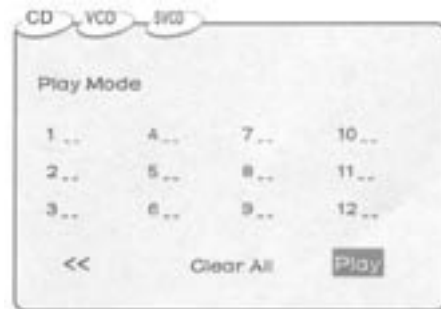 CD VCD SVCD
Play Mode
1 _ _ 4 _ _ 7 _ _ 10 _ _
2 _ _ 5 _ _ 8 _ _ 11 _ _
3 _ _ 6 _ _ 9 _ _ 12 _ _
<< Clear All Play